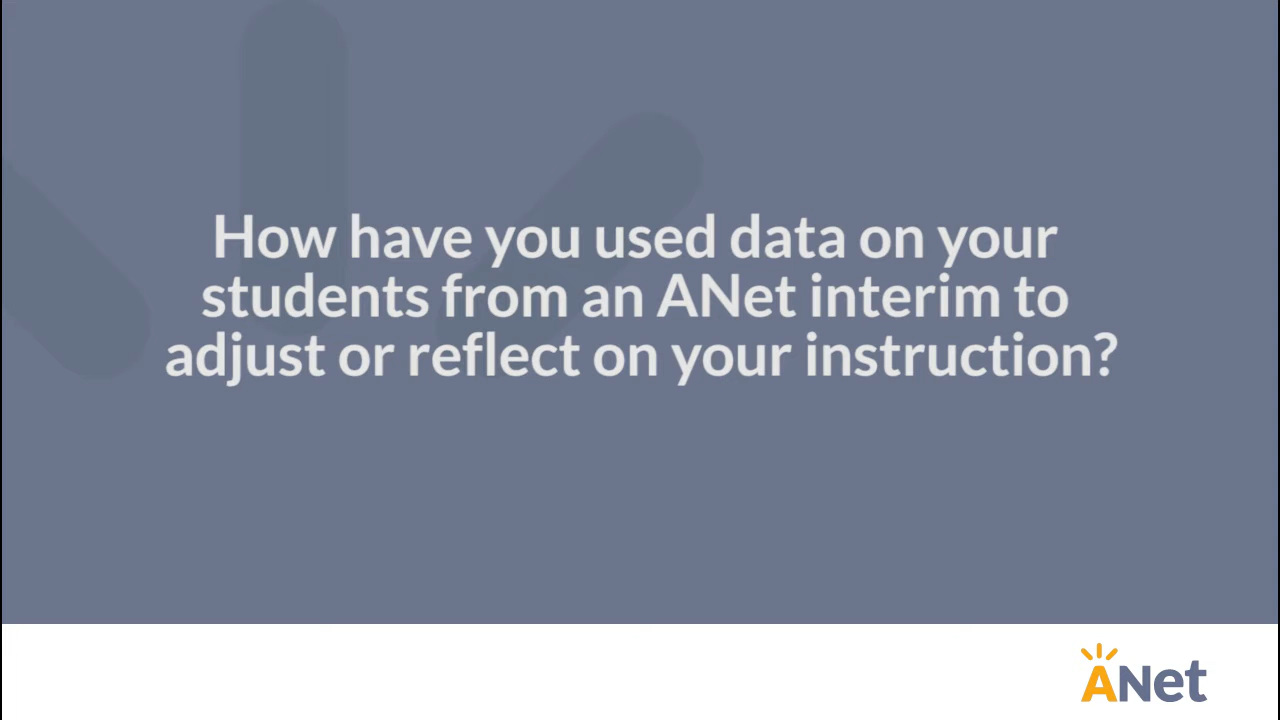 How have you used data on your
students from an ANet interim to
adjust or reflect on your instruction?
ANet